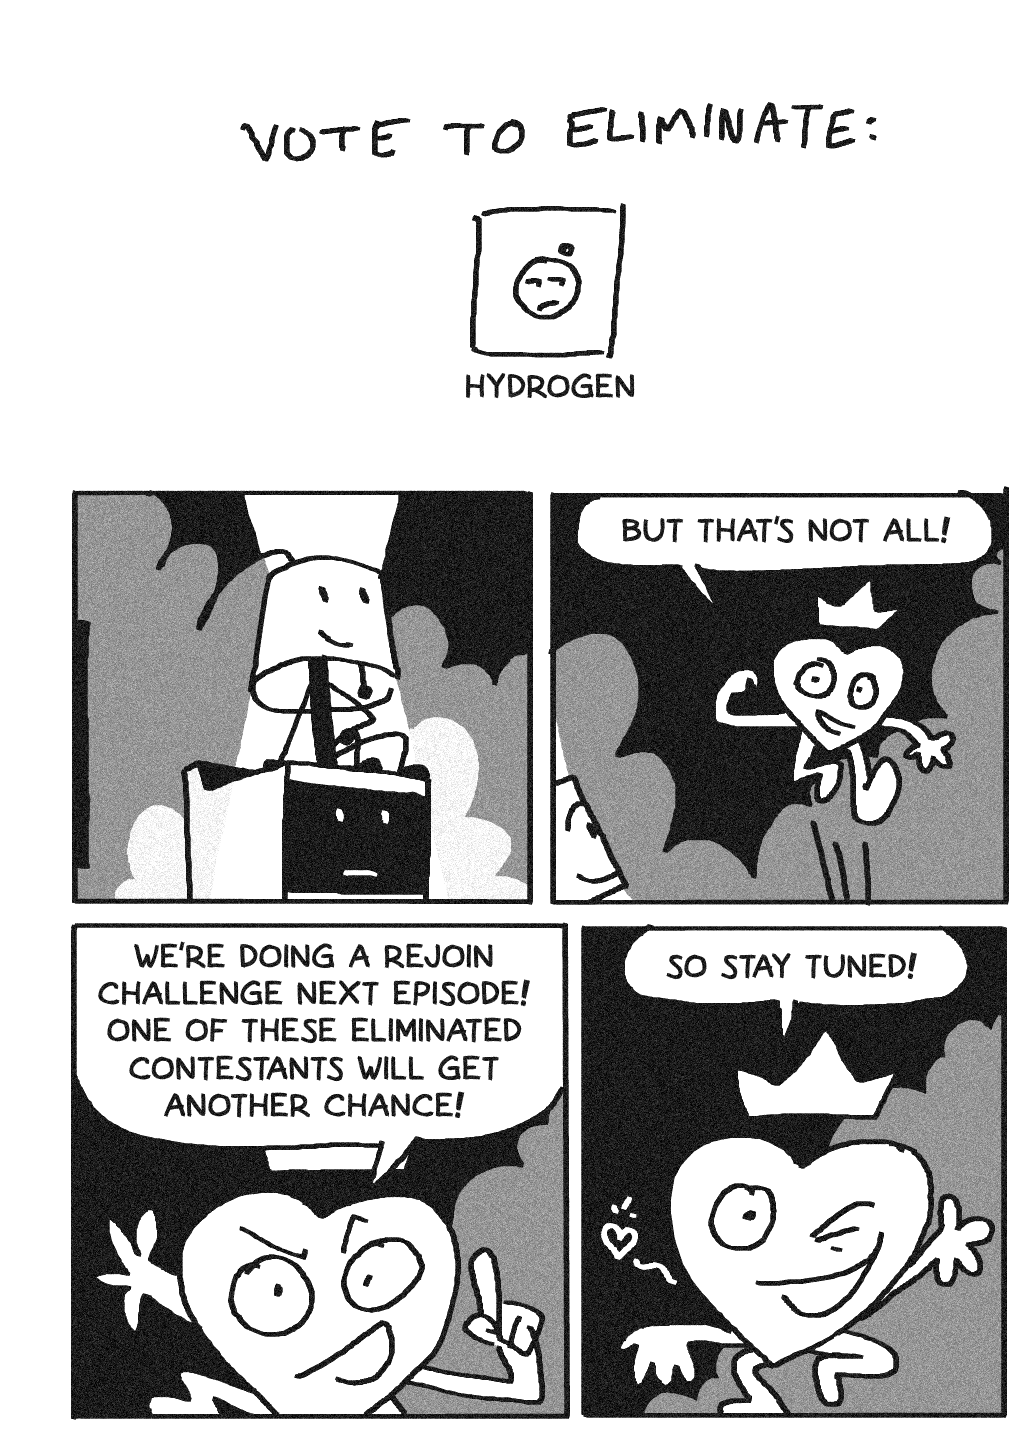 VOTE TO ELIMINATE:
HYDROGEN
BUT THAT'S NOT ALL!
WE'RE DOING A REJOIN
CHALLENGE NEXT EPISODE!
ONE OF THESE ELIMINATED
CONTESTANTS WILL GET
ANOTHER CHANCE!
SO STAY TUNED!